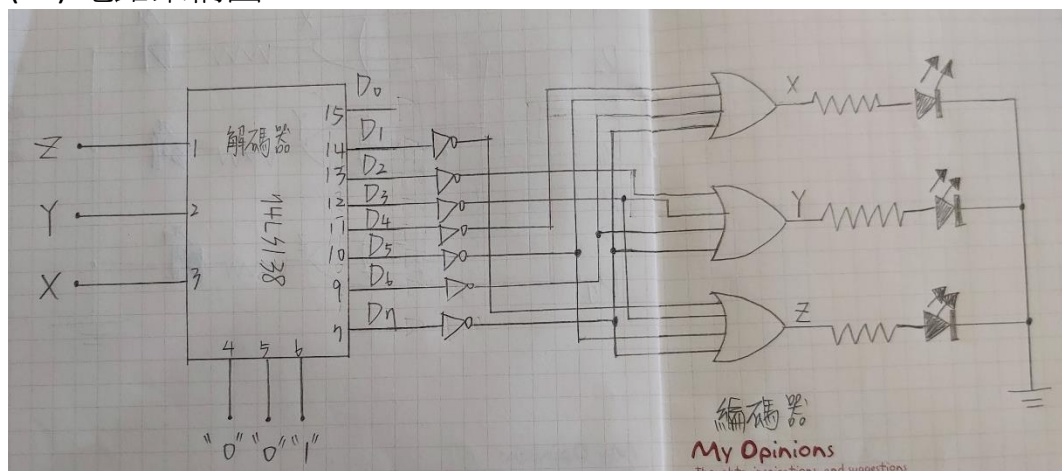 Z
Y
X
1
2
3
解碼器
74LS138
15
14
13
12
11
10
9
7
D0
D1
D2
D3
D4
D5
D6
D7
4 5 6
"0" "0" "1"
X
Y
Z
編碼器
My Opinions